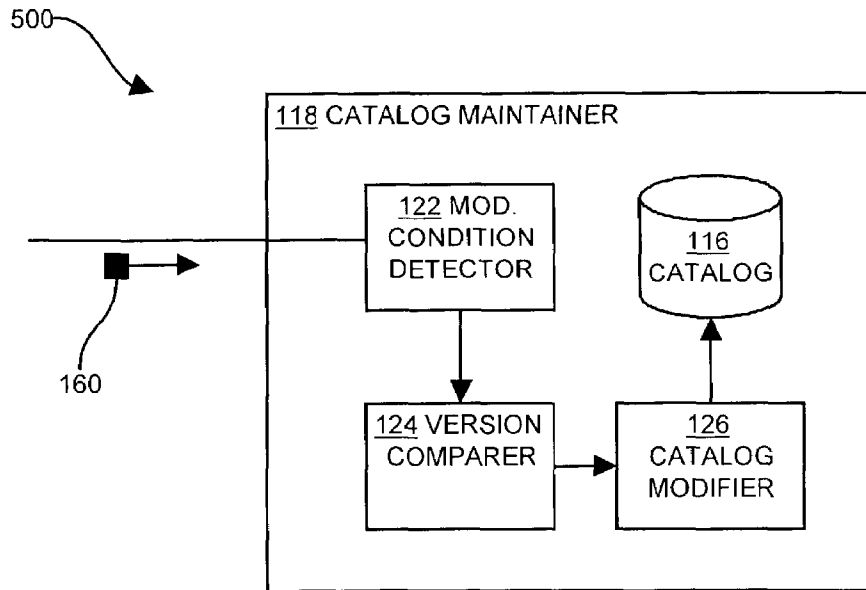 500
118 CATALOG MAINTAINER
122 MOD.
CONDITION
DETECTOR
116
CATALOG
160
124 VERSION
COMPARER
126
CATALOG
MODIFIER